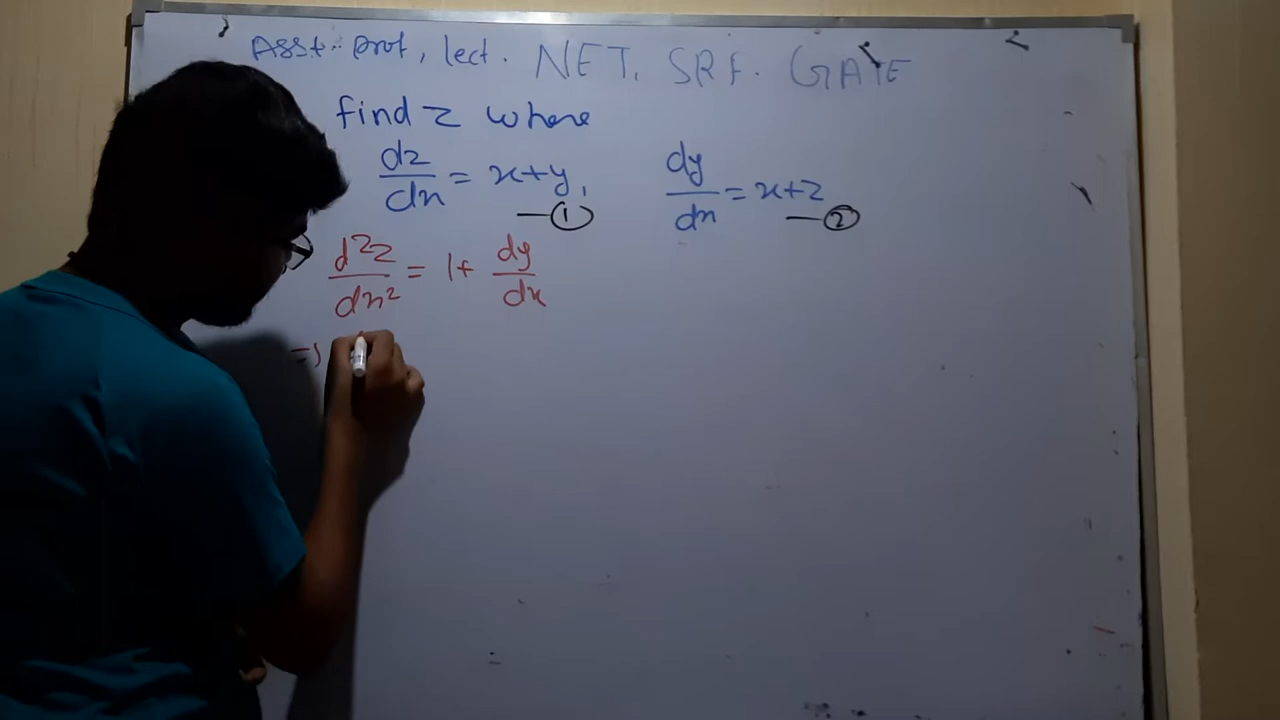 Asst. prof, lect. NET, SRF. GATE
find z where
dz/dx = x+y, —① dy/dx = x+z —②
d²z/dx² = 1+ dy/dx
=>